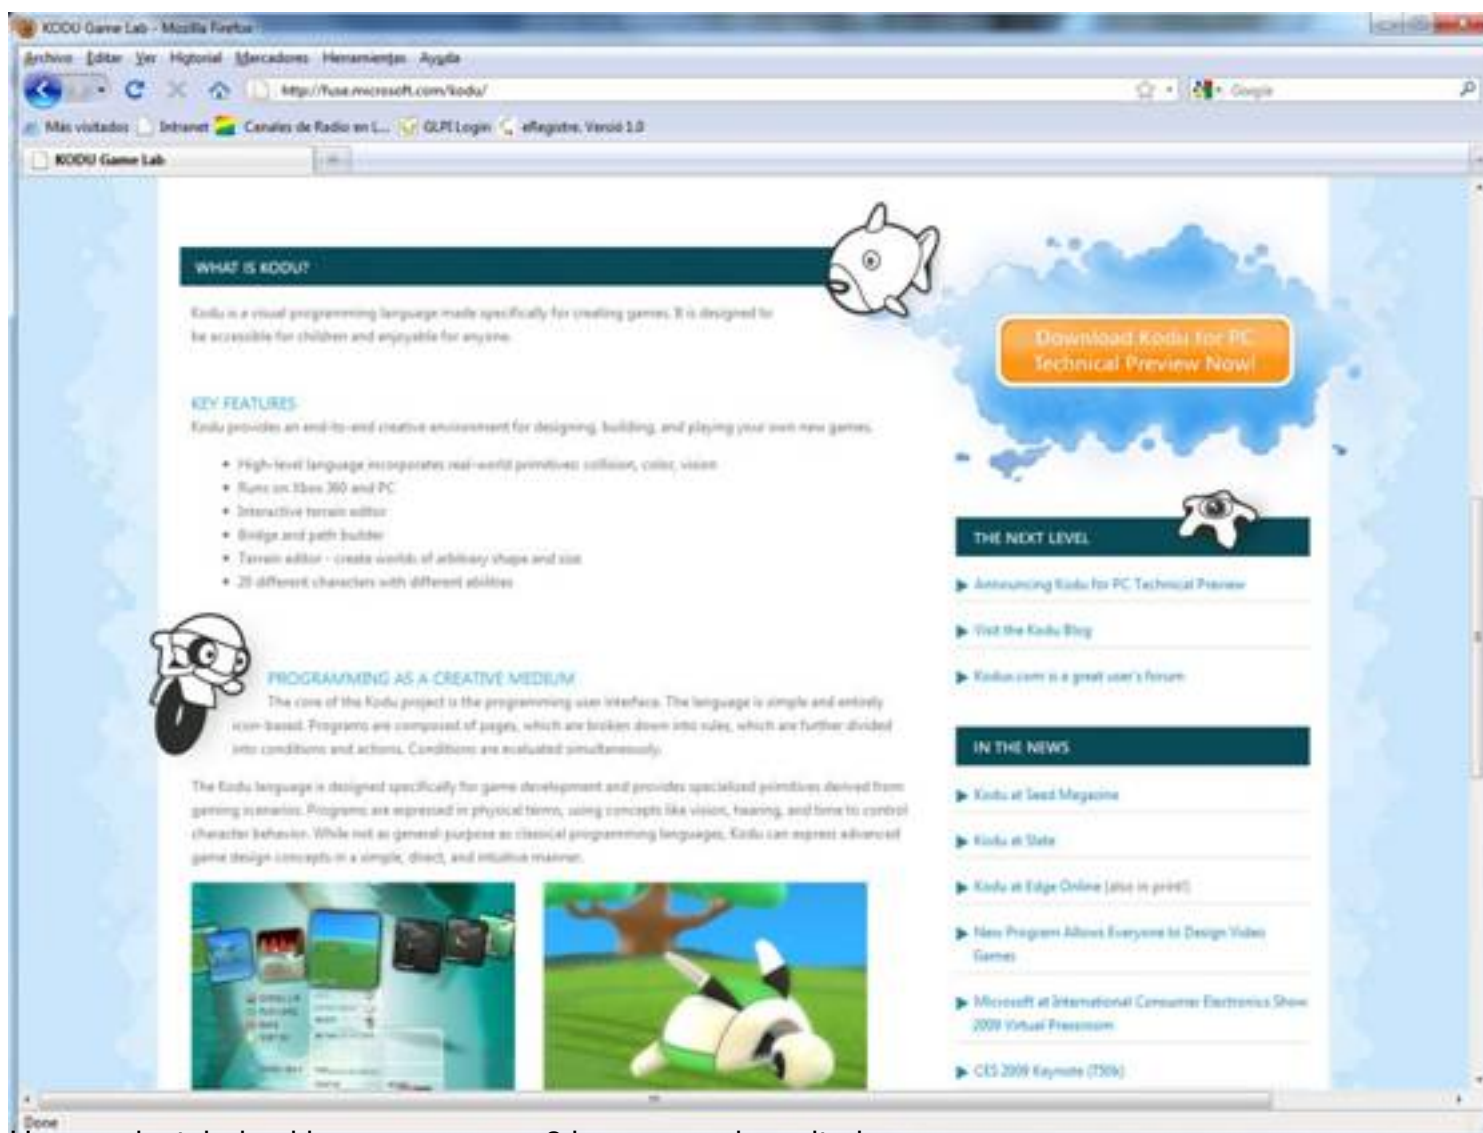 KODU Game Lab - Mozilla Firefox
Archivo Editar Ver Historial Marcadores Herramientas Ayuda
http://fuse.microsoft.com/kodu/
Google
Más visitados Intranet Canales de Radio en L... GLPI Login eRegistre. Versió 1.0
KODU Game Lab
WHAT IS KODU?
Kodu is a visual programming language made specifically for creating games. It is designed to
be accessible for children and enjoyable for anyone.
KEY FEATURES
Kodu provides an end-to-end creative environment for designing, building, and playing your own new games.
• High-level language incorporates real-world primitives: collision, color, vision
• Runs on Xbox 360 and PC
• Interactive terrain editor
• Bridge and path builder
• Terrain editor - create worlds of arbitrary shape and size
• 20 different characters with different abilities
PROGRAMMING AS A CREATIVE MEDIUM
The core of the Kodu project is the programming user interface. The language is simple and entirely
icon-based. Programs are composed of pages, which are broken down into rules, which are further divided
into conditions and actions. Conditions are evaluated simultaneously.
The Kodu language is designed specifically for game development and provides specialized primitives derived from
gaming scenarios. Programs are expressed in physical terms, using concepts like vision, hearing, and time to control
character behavior. While not as general-purpose as classical programming languages, Kodu can express advanced
game design concepts in a simple, direct, and intuitive manner.
Download Kodu for PC
Technical Preview Now!
THE NEXT LEVEL
Announcing Kodu for PC Technical Preview
Visit the Kodu Blog
Kodus.com is a great user's forum
IN THE NEWS
Kodu at Seed Magazine
Kodu at Slate
Kodu at Edge Online (also in print!)
New Program Allows Everyone to Design Video
Games
Microsoft at International Consumer Electronics Show
2009 Virtual Pressroom
CES 2009 Keynote (750k)
Done